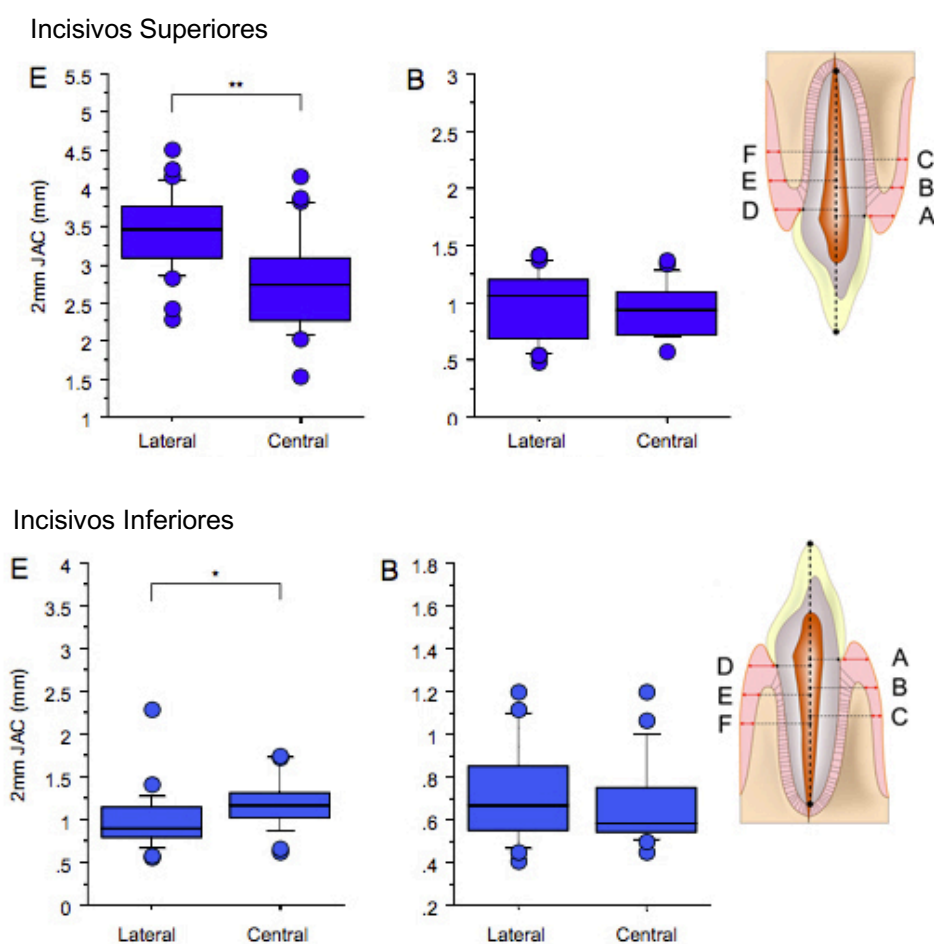 Incisivos Superiores
E
5.5
5
4.5
4
3.5
3
2.5
2
1.5
1
2mm JAC (mm)
**
Lateral Central
B
3
2.5
2
1.5
1
.5
0
Lateral Central
F
E
D
C
B
A
Incisivos Inferiores
E
4
3.5
3
2.5
2
1.5
1
.5
0
2mm JAC (mm)
*
Lateral Central
B
1.8
1.6
1.4
1.2
1
.8
.6
.4
.2
Lateral Central
D
E
F
A
B
C